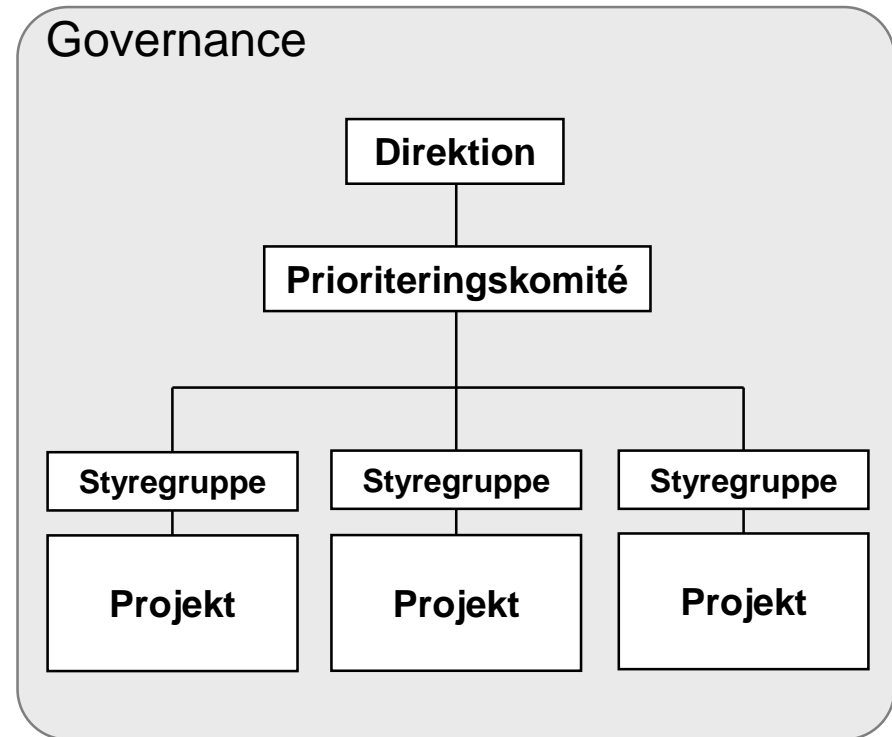 Governance
Direktion
Prioriteringskomité
Styregruppe
Styregruppe
Styregruppe
Projekt
Projekt
Projekt